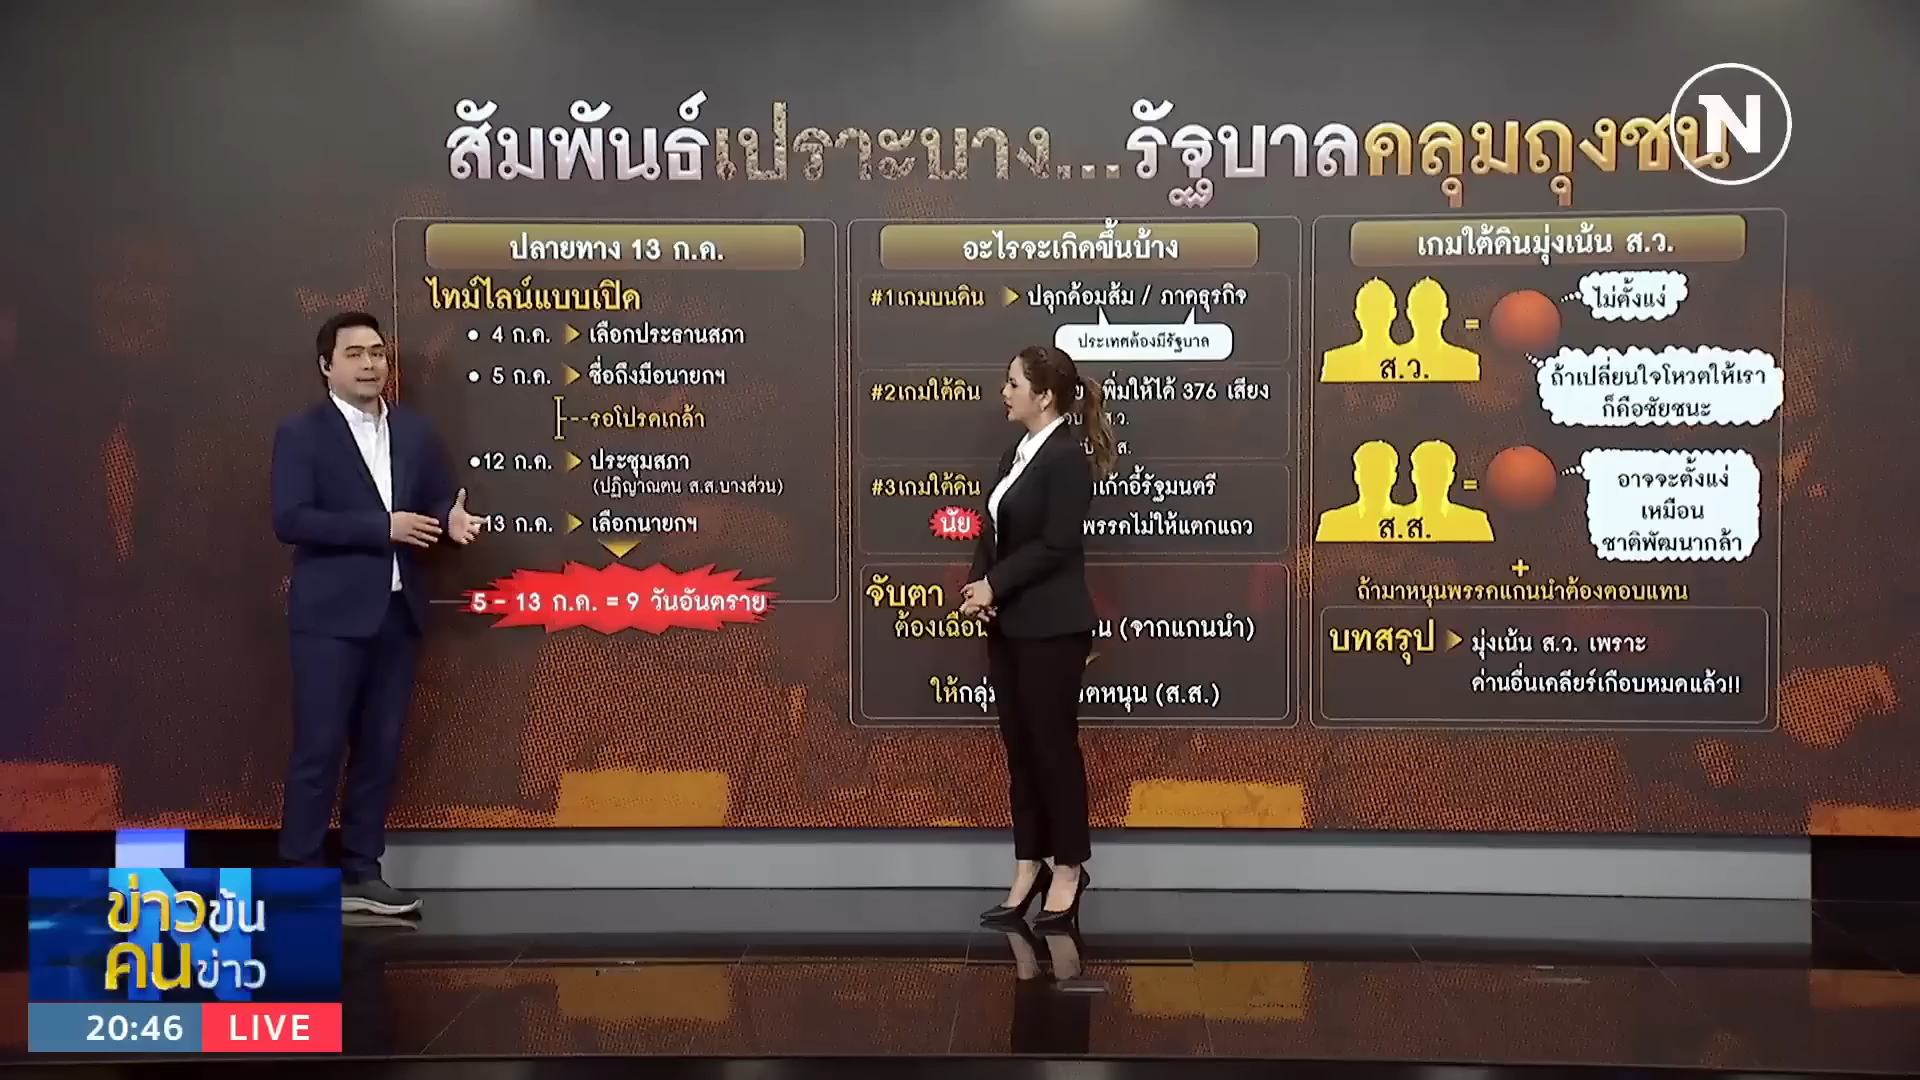 สัมพันธ์เปราะบาง...รัฐบาลคลุมถุงชน
N
ปลายทาง 13 ก.ค.
ไทม์ไลน์แบบเปิด
4 ก.ค. เลือกประธานสภา
5 ก.ค. ชื่อถึงมือนายกฯ
รอโปรดเกล้า
12 ก.ค. ประชุมสภา
(ปฏิญาณตน ส.ส.บางส่วน)
13 ก.ค. เลือกนายกฯ
5 - 13 ก.ค. = 9 วันอันตราย
อะไรจะเกิดขึ้นบ้าง
#1เกมบนดิน ปลุกด้อมส้ม / ภาคธุรกิจ
ประเทศต้องมีรัฐบาล
#2เกมใต้ดิน พิ่มให้ได้ 376 เสียง
ส.ว.
ส.
#3เกมใต้ดิน เก้าอี้รัฐมนตรี
นัย พรรคไม่ให้แตกแถว
จับตา
ต้องเฉือน น (จากแกนนำ)
ให้กลุ่ม ตหนุน (ส.ส.)
เกมใต้ดินมุ่งเน้น ส.ว.
ส.ว. = ไม่ตั้งแง่
ถ้าเปลี่ยนใจโหวตให้เรา
ก็คือชัยชนะ
ส.ส. = อาจจะตั้งแง่
เหมือน
ชาติพัฒนากล้า
+
ถ้ามาหนุนพรรคแกนนำต้องตอบแทน
บทสรุป มุ่งเน้น ส.ว. เพราะ
ด่านอื่นเคลียร์เกือบหมดแล้ว!!
ข่าวข้น
คนข่าว
20:46 LIVE